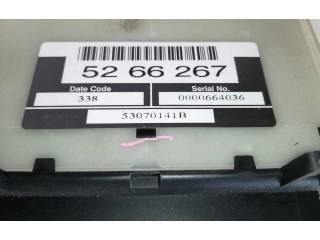 52 66 267
Date Code Serial No.
338 0000664036
53070141B